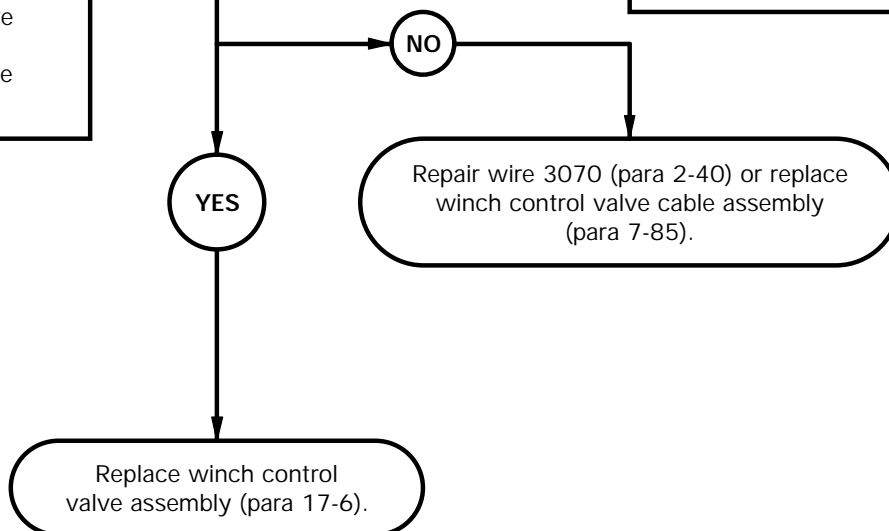 NO
YES
Repair wire 3070 (para 2-40) or replace
winch control valve cable assembly
(para 7-85).
Replace winch control
valve assembly (para 17-6).